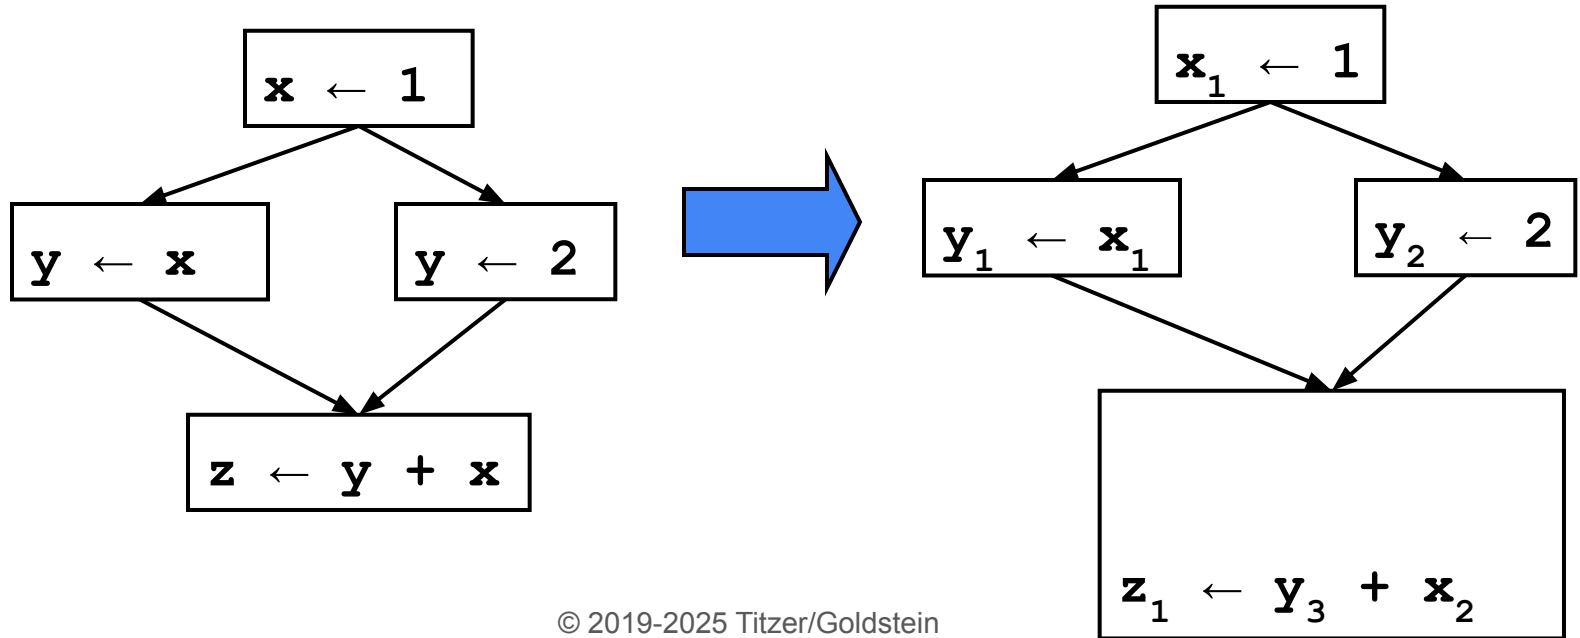 x ← 1
y ← x
y ← 2
z ← y + x
x₁ ← 1
y₁ ← x₁
y₂ ← 2
z₁ ← y₃ + x₂
© 2019-2025 Titzer/Goldstein